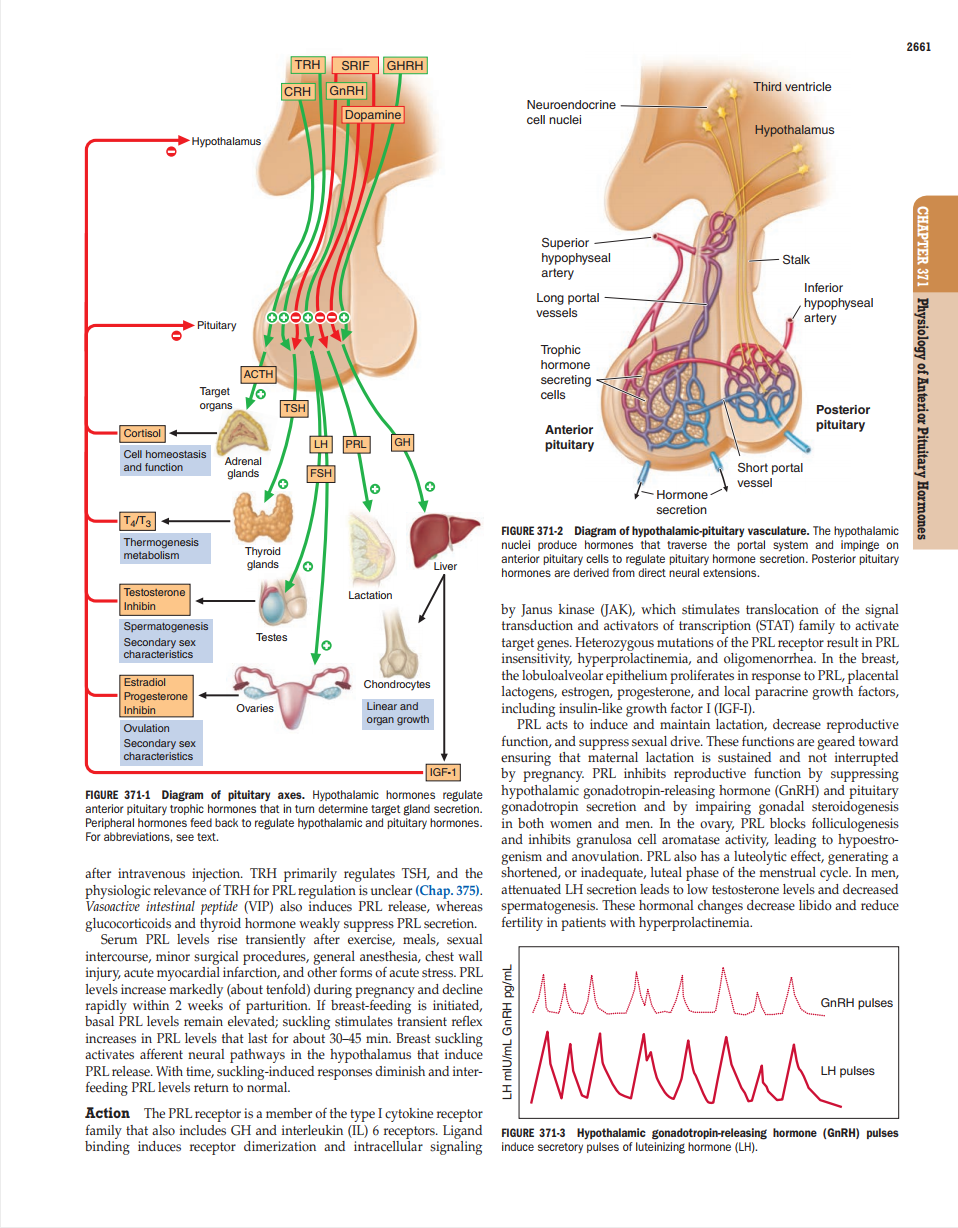 2661
TRH
SRIF
GHRH
CRH
GnRH
Dopamine
Hypothalamus
Pituitary
ACTH
Target
organs
TSH
Cortisol
LH
PRL
GH
Cell homeostasis
and function
Adrenal
glands
FSH
T4/T3
Thermogenesis
metabolism
Thyroid
glands
Liver
Lactation
Testosterone
Inhibin
Spermatogenesis
Secondary sex
characteristics
Testes
Estradiol
Progesterone
Inhibin
Ovaries
Chondrocytes
Linear and
organ growth
Ovulation
Secondary sex
characteristics
IGF-1
FIGURE 371-1 Diagram of pituitary axes. Hypothalamic hormones regulate
anterior pituitary trophic hormones that in turn determine target gland secretion.
Peripheral hormones feed back to regulate hypothalamic and pituitary hormones.
For abbreviations, see text.
after intravenous injection. TRH primarily regulates TSH, and the
physiologic relevance of TRH for PRL regulation is unclear (Chap. 375).
Vasoactive intestinal peptide (VIP) also induces PRL release, whereas
glucocorticoids and thyroid hormone weakly suppress PRL secretion.
Serum PRL levels rise transiently after exercise, meals, sexual
intercourse, minor surgical procedures, general anesthesia, chest wall
injury, acute myocardial infarction, and other forms of acute stress. PRL
levels increase markedly (about tenfold) during pregnancy and decline
rapidly within 2 weeks of parturition. If breast-feeding is initiated,
basal PRL levels remain elevated; suckling stimulates transient reflex
increases in PRL levels that last for about 30–45 min. Breast suckling
activates afferent neural pathways in the hypothalamus that induce
PRL release. With time, suckling-induced responses diminish and inter-
feeding PRL levels return to normal.
Action The PRL receptor is a member of the type I cytokine receptor
family that also includes GH and interleukin (IL) 6 receptors. Ligand
binding induces receptor dimerization and intracellular signaling
Third ventricle
Neuroendocrine
cell nuclei
Hypothalamus
Superior
hypophyseal
artery
Stalk
Long portal
vessels
Inferior
hypophyseal
artery
Trophic
hormone
secreting
cells
Anterior
pituitary
Posterior
pituitary
Short portal
vessel
Hormone
secretion
FIGURE 371-2 Diagram of hypothalamic-pituitary vasculature. The hypothalamic
nuclei produce hormones that traverse the portal system and impinge on
anterior pituitary cells to regulate pituitary hormone secretion. Posterior pituitary
hormones are derived from direct neural extensions.
by Janus kinase (JAK), which stimulates translocation of the signal
transduction and activators of transcription (STAT) family to activate
target genes. Heterozygous mutations of the PRL receptor result in PRL
insensitivity, hyperprolactinemia, and oligomenorrhea. In the breast,
the lobuloalveolar epithelium proliferates in response to PRL, placental
lactogens, estrogen, progesterone, and local paracrine growth factors,
including insulin-like growth factor I (IGF-I).
PRL acts to induce and maintain lactation, decrease reproductive
function, and suppress sexual drive. These functions are geared toward
ensuring that maternal lactation is sustained and not interrupted
by pregnancy. PRL inhibits reproductive function by suppressing
hypothalamic gonadotropin-releasing hormone (GnRH) and pituitary
gonadotropin secretion and by impairing gonadal steroidogenesis
in both women and men. In the ovary, PRL blocks folliculogenesis
and inhibits granulosa cell aromatase activity, leading to hypoestro-
genism and anovulation. PRL also has a luteolytic effect, generating a
shortened, or inadequate, luteal phase of the menstrual cycle. In men,
attenuated LH secretion leads to low testosterone levels and decreased
spermatogenesis. These hormonal changes decrease libido and reduce
fertility in patients with hyperprolactinemia.
LH mIU/mL GnRH pg/mL
GnRH pulses
LH pulses
FIGURE 371-3 Hypothalamic gonadotropin-releasing hormone (GnRH) pulses
induce secretory pulses of luteinizing hormone (LH).
CHAPTER 371 Physiology of Anterior Pituitary Hormones